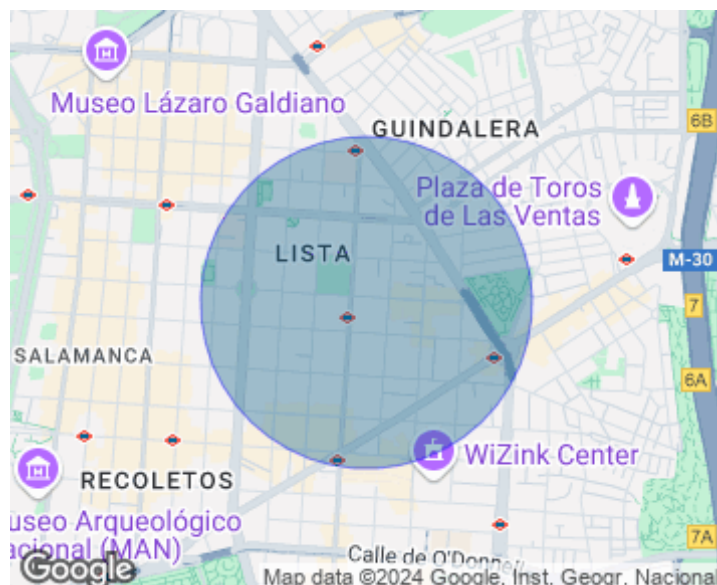 Museo Lázaro Galdiano
GUINDALERA
6B
Plaza de Toros
de Las Ventas
LISTA
M-30
7
SALAMANCA
6A
WiZink Center
RECOLETOS
useo Arqueológico
acional (MAN)
7A
Calle de O'Donnell
Google
Map data ©2024 Google, Inst. Geogr. Nacional